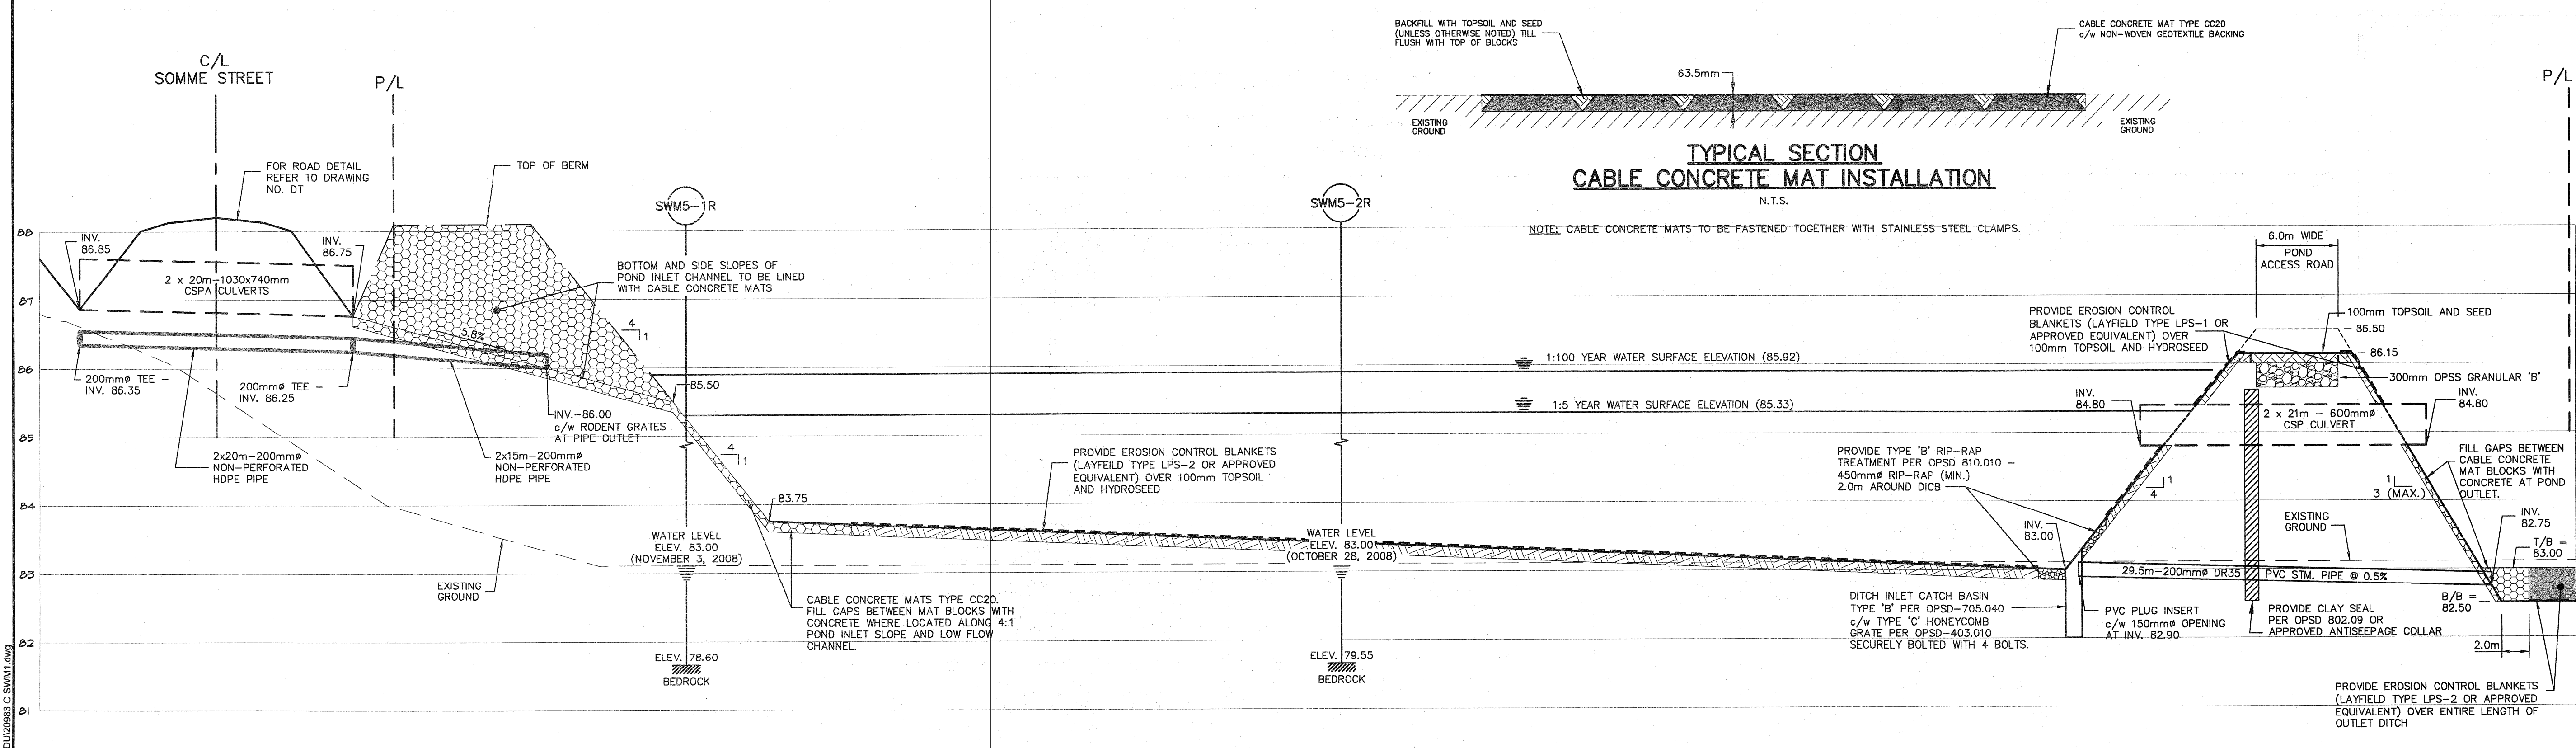 C/L
SOMME STREET
P/L
FOR ROAD DETAIL
REFER TO DRAWING
NO. DT
TOP OF BERM
SWM5-1R
SWM5-2R
BACKFILL WITH TOPSOIL AND SEED
(UNLESS OTHERWISE NOTED) TILL
FLUSH WITH TOP OF BLOCKS
CABLE CONCRETE MAT TYPE CC20
c/w NON-WOVEN GEOTEXTILE BACKING
63.5mm
EXISTING
GROUND
EXISTING
GROUND
TYPICAL SECTION
CABLE CONCRETE MAT INSTALLATION
N.T.S.
NOTE: CABLE CONCRETE MATS TO BE FASTENED TOGETHER WITH STAINLESS STEEL CLAMPS.
P/L
88
87
86
85
84
83
82
81
INV.
86.85
INV.
86.75
2 x 20m-1030x740mm
CSPA CULVERTS
BOTTOM AND SIDE SLOPES OF
POND INLET CHANNEL TO BE LINED
WITH CABLE CONCRETE MATS
5.8%
4
1
200mmø TEE -
INV. 86.35
200mmø TEE -
INV. 86.25
85.50
INV.-86.00
c/w RODENT GRATES
AT PIPE OUTLET
2x20m-200mmø
NON-PERFORATED
HDPE PIPE
2x15m-200mmø
NON-PERFORATED
HDPE PIPE
4
1
83.75
PROVIDE EROSION CONTROL BLANKETS
(LAYFEILD TYPE LPS-2 OR APPROVED
EQUIVALENT) OVER 100mm TOPSOIL
AND HYDROSEED
WATER LEVEL
ELEV. 83.00
(NOVEMBER 3, 2008)
WATER LEVEL
ELEV. 83.00
(OCTOBER 28, 2008)
EXISTING
GROUND
CABLE CONCRETE MATS TYPE CC20.
FILL GAPS BETWEEN MAT BLOCKS WITH
CONCRETE WHERE LOCATED ALONG 4:1
POND INLET SLOPE AND LOW FLOW
CHANNEL.
ELEV. 78.60
BEDROCK
ELEV. 79.55
BEDROCK
1:100 YEAR WATER SURFACE ELEVATION (85.92)
1:5 YEAR WATER SURFACE ELEVATION (85.33)
6.0m WIDE
POND
ACCESS ROAD
PROVIDE EROSION CONTROL
BLANKETS (LAYFIELD TYPE LPS-1 OR
APPROVED EQUIVALENT) OVER
100mm TOPSOIL AND HYDROSEED
100mm TOPSOIL AND SEED
86.50
86.15
300mm OPSS GRANULAR 'B'
INV.
84.80
INV.
84.80
2 x 21m - 600mmø
CSP CULVERT
PROVIDE TYPE 'B' RIP-RAP
TREATMENT PER OPSD 810.010 -
450mmø RIP-RAP (MIN.)
2.0m AROUND DICB
1
4
1
3 (MAX.)
FILL GAPS BETWEEN
CABLE CONCRETE
MAT BLOCKS WITH
CONCRETE AT POND
OUTLET.
INV.
83.00
EXISTING
GROUND
INV.
82.75
T/B =
83.00
29.5m-200mmø DR35 PVC STM. PIPE @ 0.5%
B/B =
82.50
DITCH INLET CATCH BASIN
TYPE 'B' PER OPSD-705.040
c/w TYPE 'C' HONEYCOMB
GRATE PER OPSD-403.010
SECURELY BOLTED WITH 4 BOLTS.
PVC PLUG INSERT
c/w 150mmø OPENING
AT INV. 82.90
PROVIDE CLAY SEAL
PER OPSD 802.09 OR
APPROVED ANTISEEPAGE COLLAR
2.0m
PROVIDE EROSION CONTROL BLANKETS
(LAYFIELD TYPE LPS-2 OR APPROVED
EQUIVALENT) OVER ENTIRE LENGTH OF
OUTLET DITCH
DU\20983 C SWM1.dwg